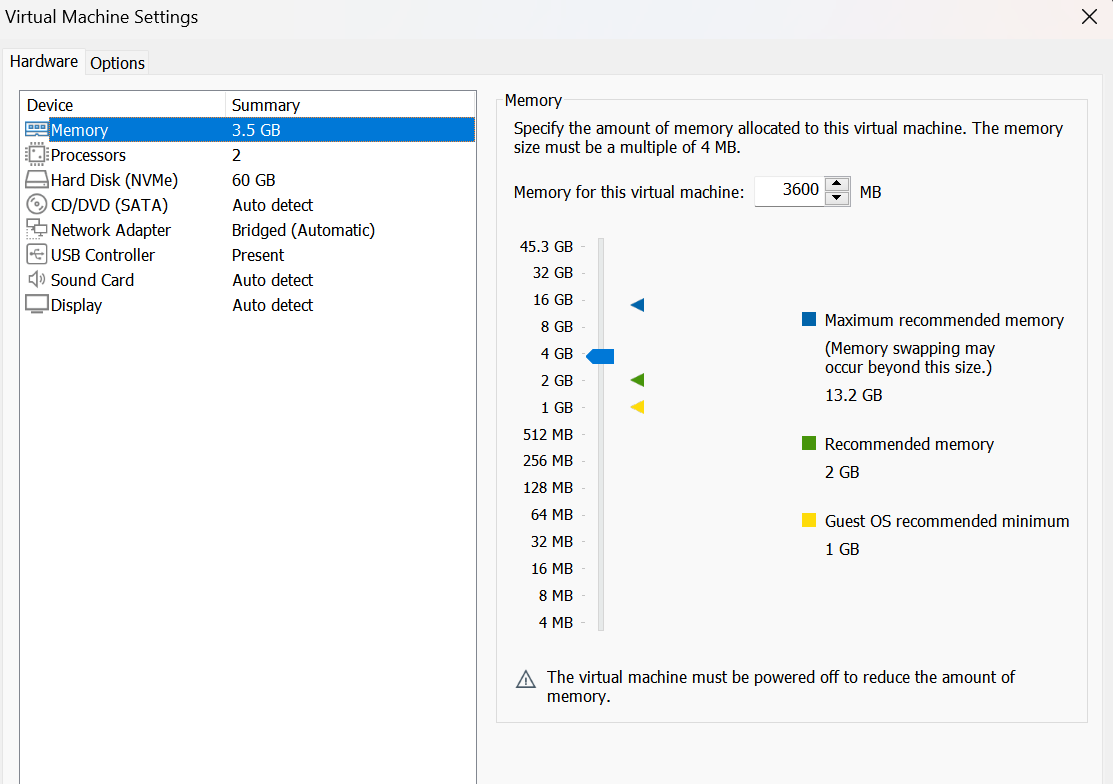 Virtual Machine Settings
Hardware Options
Device Summary
Memory 3.5 GB
Processors 2
Hard Disk (NVMe) 60 GB
CD/DVD (SATA) Auto detect
Network Adapter Bridged (Automatic)
USB Controller Present
Sound Card Auto detect
Display Auto detect
Memory
Specify the amount of memory allocated to this virtual machine. The memory
size must be a multiple of 4 MB.
Memory for this virtual machine: 3600 MB
45.3 GB
32 GB
16 GB
8 GB
4 GB
2 GB
1 GB
512 MB
256 MB
128 MB
64 MB
32 MB
16 MB
8 MB
4 MB
Maximum recommended memory
(Memory swapping may
occur beyond this size.)
13.2 GB
Recommended memory
2 GB
Guest OS recommended minimum
1 GB
The virtual machine must be powered off to reduce the amount of
memory.